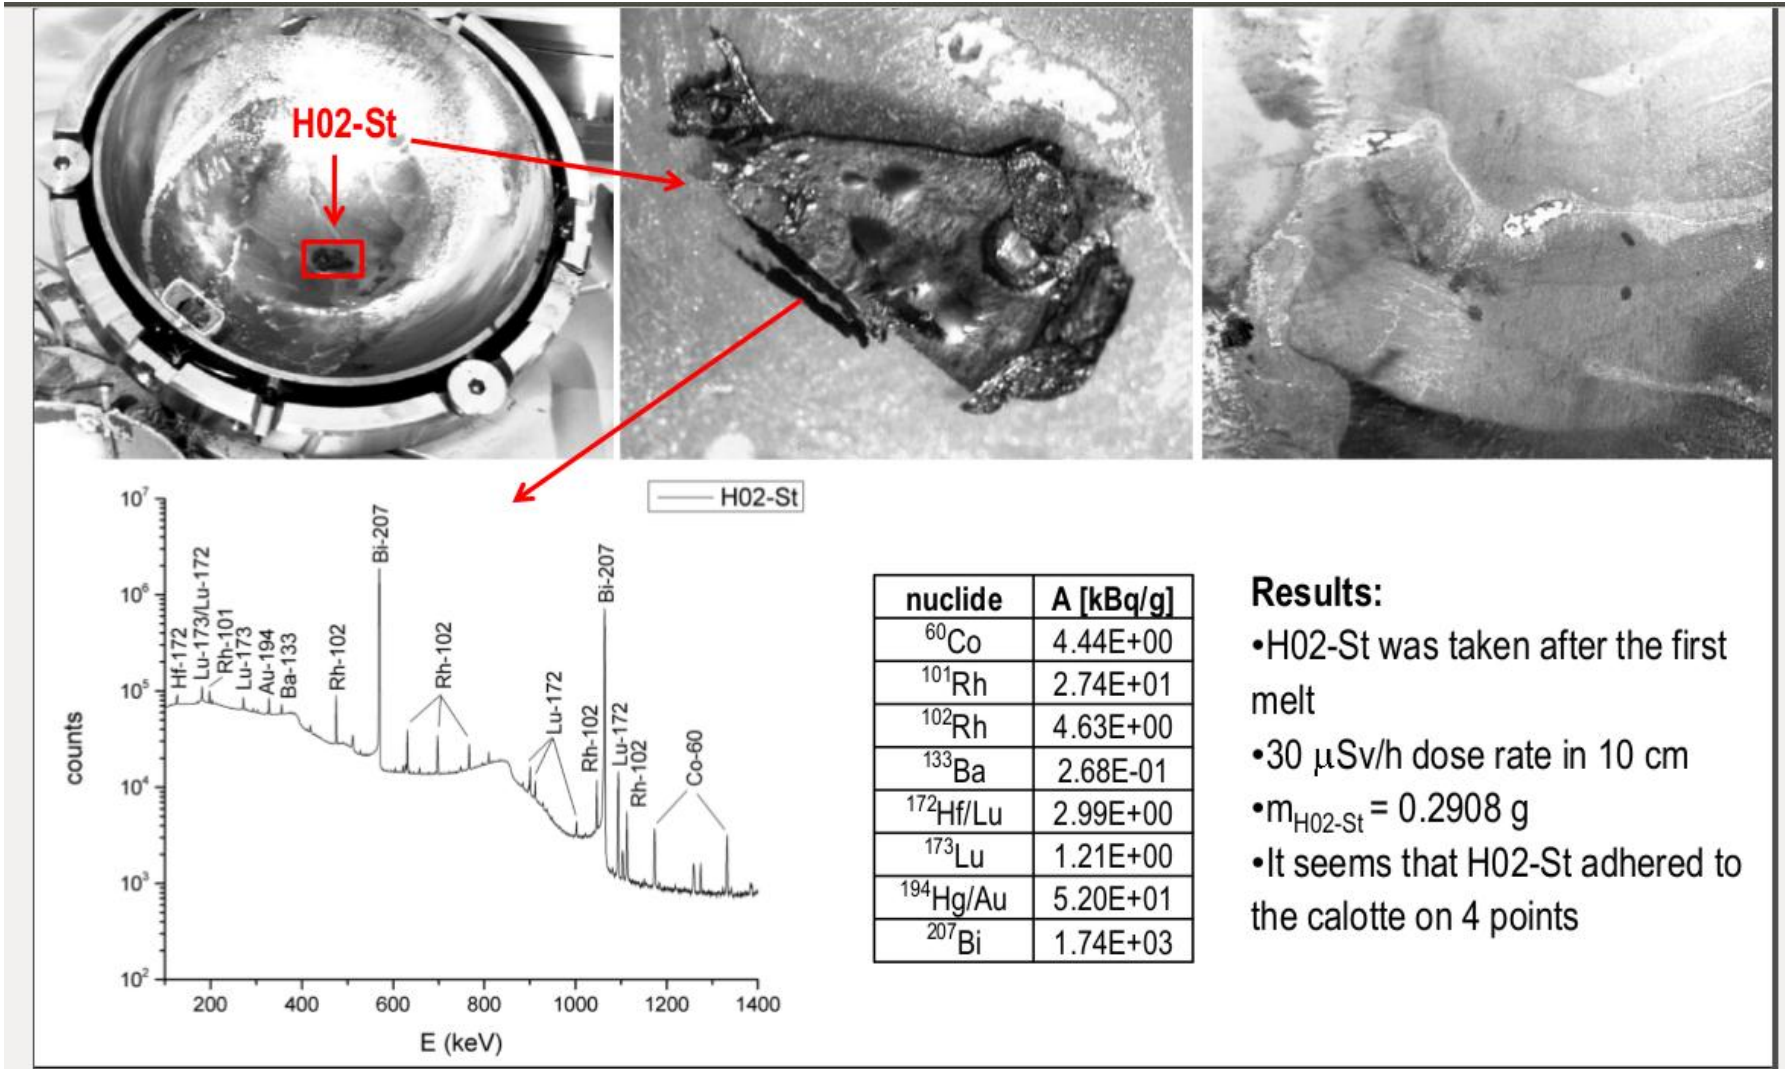 H02-St
H02-St
10⁷
10⁶
10⁵
10⁴
10³
10²
counts
Hf-172
Lu-173/Lu-172
Rh-101
Lu-173
Au-194
Ba-133
Rh-102
Bi-207
Rh-102
Lu-172
Rh-102
Bi-207
Lu-172
Rh-102
Co-60
200 400 600 800 1000 1200 1400
E (keV)
nuclide A [kBq/g]
⁶⁰Co 4.44E+00
¹⁰¹Rh 2.74E+01
¹⁰²Rh 4.63E+00
¹³³Ba 2.68E-01
¹⁷²Hf/Lu 2.99E+00
¹⁷³Lu 1.21E+00
¹⁹⁴Hg/Au 5.20E+01
²⁰⁷Bi 1.74E+03
Results:
•H02-St was taken after the first
melt
•30 μSv/h dose rate in 10 cm
•m_H02-St = 0.2908 g
•It seems that H02-St adhered to
the calotte on 4 points